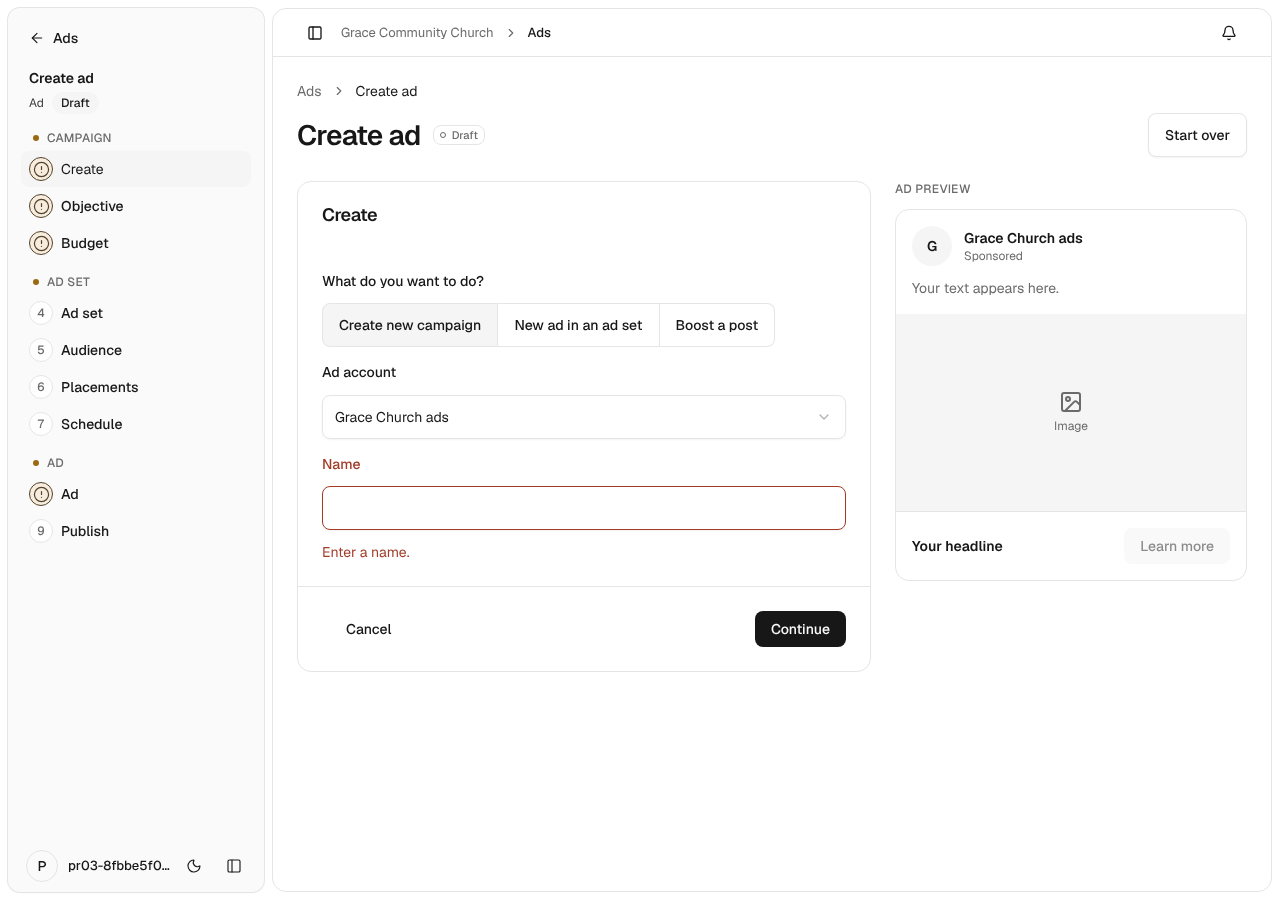 Ads
Create ad
Ad Draft
CAMPAIGN
Create
Objective
Budget
AD SET
4 Ad set
5 Audience
6 Placements
7 Schedule
AD
Ad
9 Publish
P pr03-8fbbe5f0...
Grace Community Church Ads
Ads Create ad
Create ad Draft
Start over
Create
What do you want to do?
Create new campaign New ad in an ad set Boost a post
Ad account
Grace Church ads
Name
Enter a name.
Cancel Continue
AD PREVIEW
G Grace Church ads
Sponsored
Your text appears here.
Image
Your headline Learn more